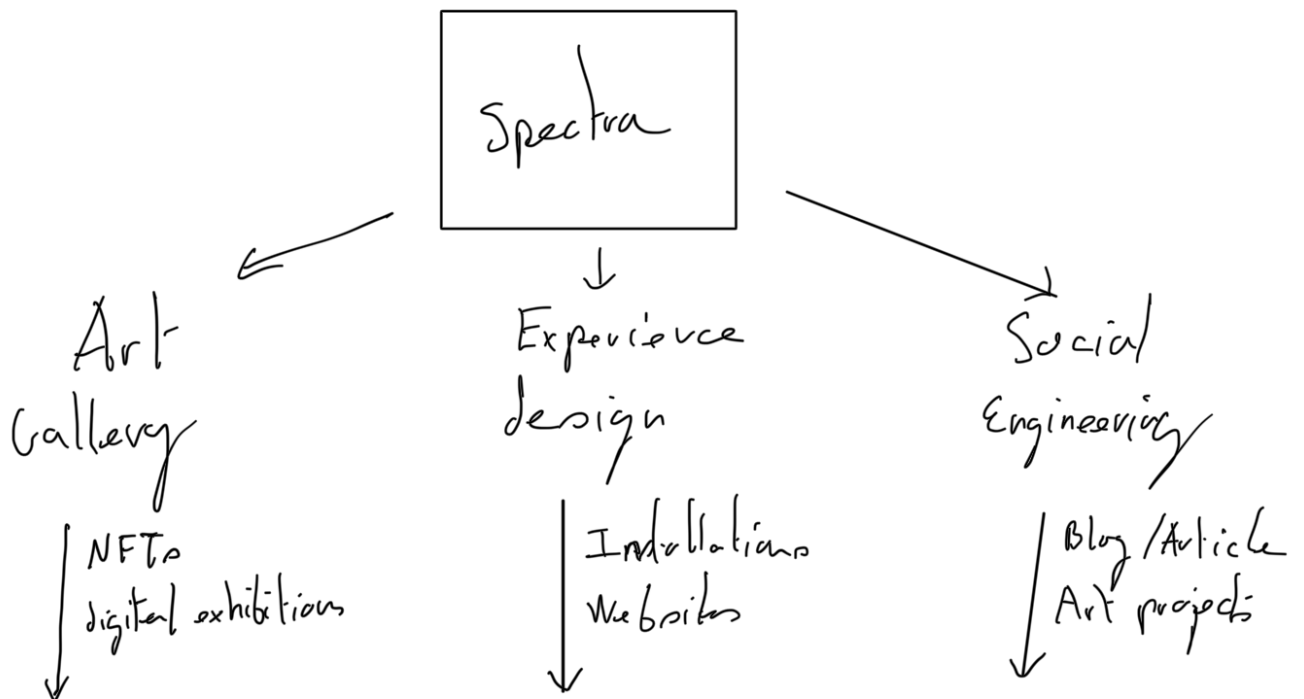 Spectra
Art
Gallery
NFTs
digital exhibitions
Experience
design
Installations
Websites
Social
Engineering
Blog/Article
Art projects